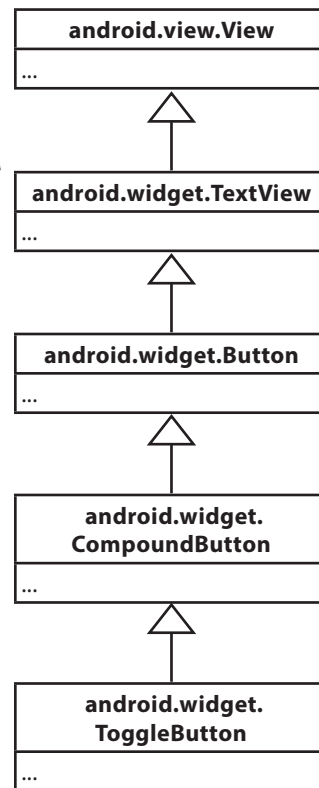 android.view.View
...
android.widget.TextView
...
android.widget.Button
...
android.widget.
CompoundButton
...
android.widget.
ToggleButton
...